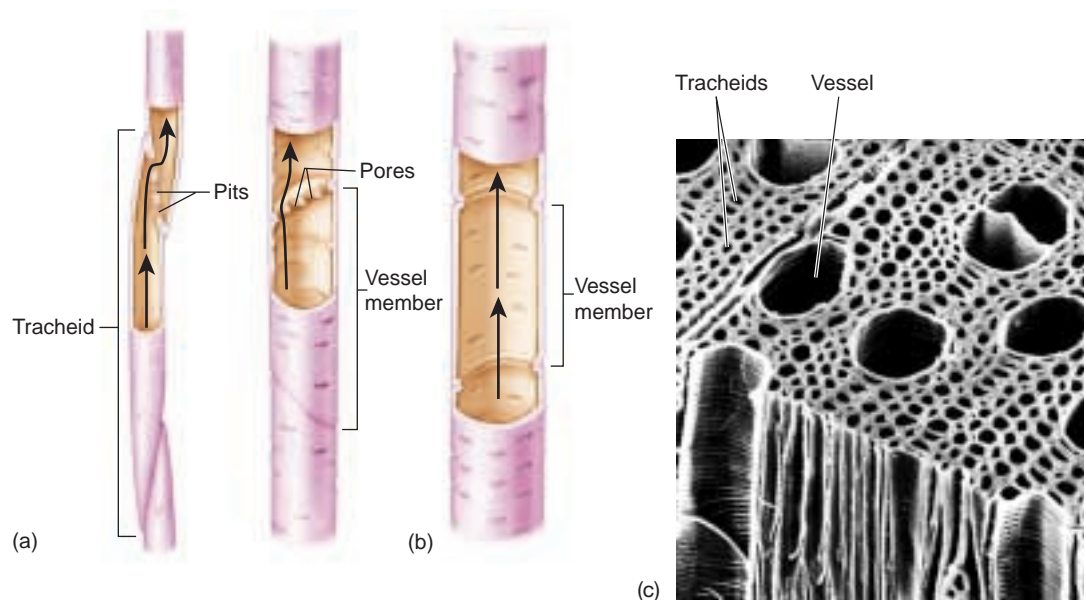 Tracheids
Vessel
Pores
Pits
Vessel
member
Vessel
member
Tracheid
(a)
(b)
(c)